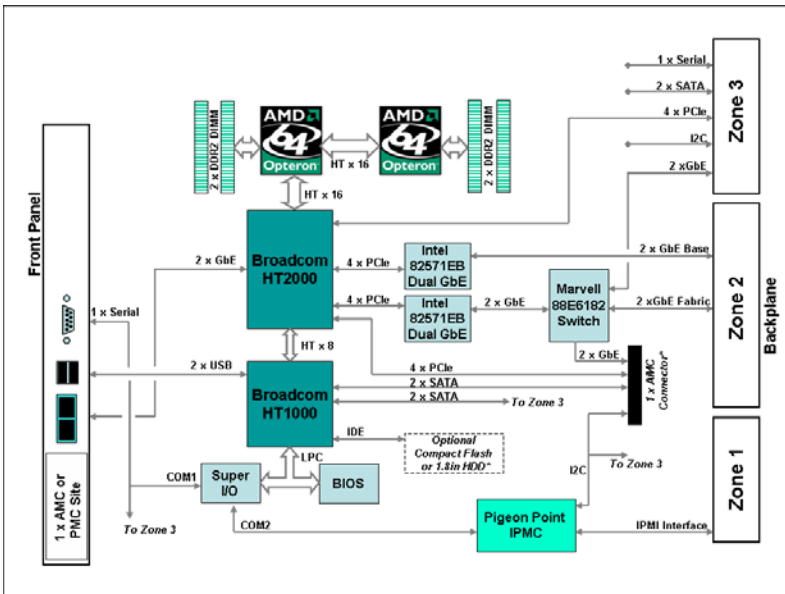 1 x Serial
2 x SATA
4 x PCIe
I2C
2 xGbE
Zone 3
2 x DDR2 DIMM
AMD
64
Opteron
HT x 16
AMD
64
Opteron
2 x DDR2 DIMM
HT x 16
Front Panel
Broadcom
HT2000
2 x GbE
4 x PCIe
Intel
82571EB
Dual GbE
2 x GbE Base
4 x PCIe
Intel
82571EB
Dual GbE
2 x GbE
Marvell
88E6182
Switch
2 xGbE Fabric
Zone 2
Backplane
1 x Serial
HT x 8
2 x GbE
4 x PCIe
2 x USB
Broadcom
HT1000
2 x SATA
2 x SATA
To Zone 3
1 x AMC
Connector*
IDE
Optional
Compact Flash
or 1.8in HDD*
LPC
COM1
Super
I/O
BIOS
I2C
To Zone 3
1 x AMC or
PMC Site
To Zone 3
COM2
Pigeon Point
IPMC
IPMI Interface
Zone 1